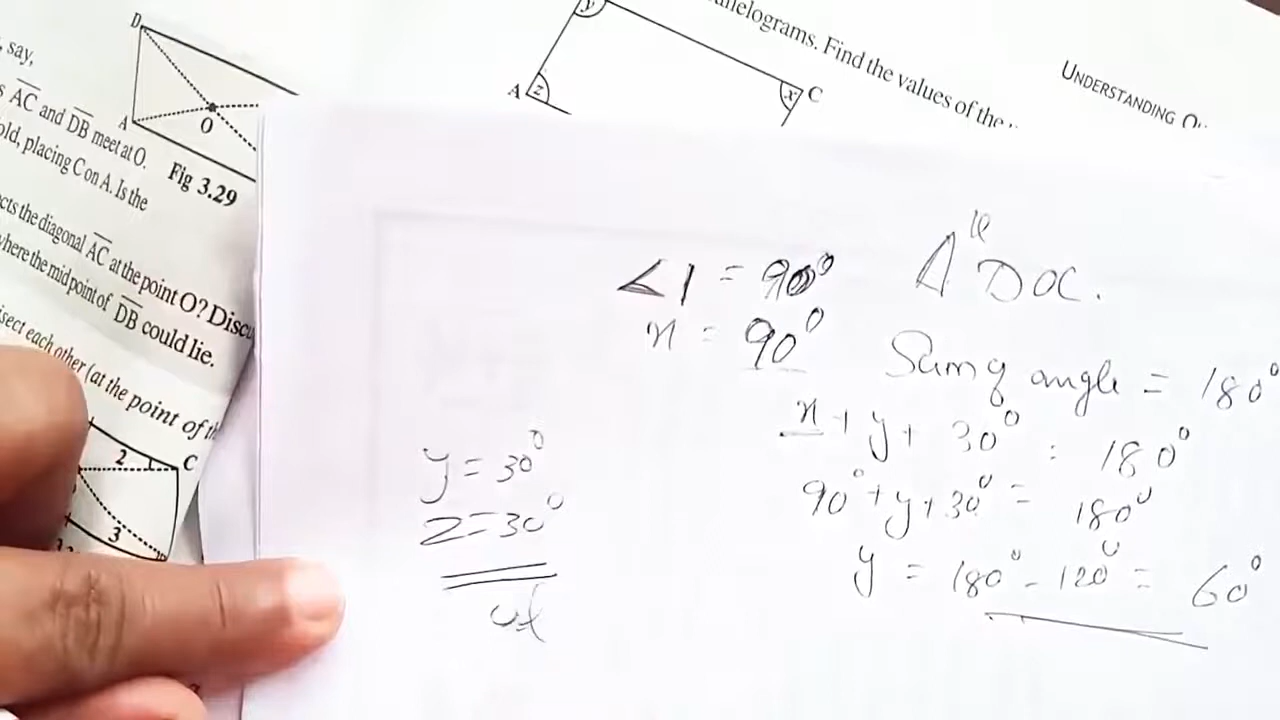 say,
AC and DB meet at O.
old, placing C on A. Is the
D
A
O
Fig 3.29
cts the diagonal AC at the point O? Discu
where the midpoint of DB could lie.
sect each other (at the point of th
2
C
3
y
A
z
x
C
allelograms. Find the values of the
UNDERSTANDING QU
∠1 = 90°
x = 90°
y = 30°
z = 30°
Δle DOC.
Sum of angle = 180°
x + y + 30° = 180°
90° + y + 30° = 180°
y = 180° - 120° = 60°